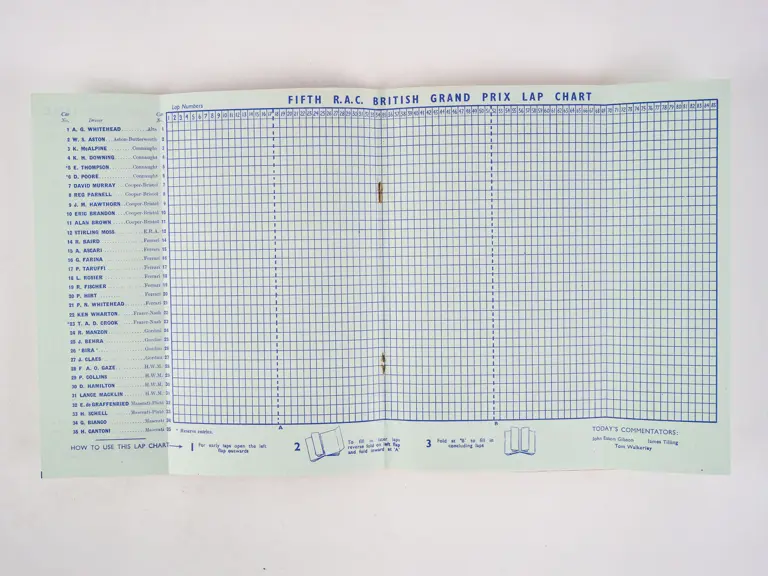 FIFTH R.A.C. BRITISH GRAND PRIX LAP CHART
Lap Numbers
Car No. Driver Car
1 A. G. WHITEHEAD Alta 1
2 W. S. ASTON Aston-Butterworth 2
3 K. McALPINE Connaught 3
4 K. H. DOWNING Connaught 4
*5 E. THOMPSON Connaught 5
*6 D. POORE Connaught 6
7 DAVID MURRAY Cooper-Bristol 7
8 REG PARNELL Cooper-Bristol 8
9 J. M. HAWTHORN Cooper-Bristol 9
10 ERIC BRANDON Cooper-Bristol 10
11 ALAN BROWN Cooper-Bristol 11
12 STIRLING MOSS E.R.A. 12
14 R. BAIRD Ferrari 14
15 A. ASCARI Ferrari 15
16 G. FARINA Ferrari 16
17 P. TARUFFI Ferrari 17
18 L. ROSIER Ferrari 18
19 R. FISCHER Ferrari 19
20 P. HIRT Ferrari 20
21 P. N. WHITEHEAD Ferrari 21
22 KEN WHARTON Frazer-Nash 22
*23 T. A. D. CROOK Frazer-Nash 23
24 R. MANZON Gordini 24
25 J. BEHRA Gordini 25
26 'BIRA' Gordini 26
27 J. CLAES Gordini 27
28 F. A. O. GAZE H.W.M. 28
29 P. COLLINS H.W.M. 29
30 D. HAMILTON H.W.M. 30
31 LANCE MACKLIN H.W.M. 31
32 E. de GRAFFENRIED Maserati-Plate 32
33 H. SCHELL Maserati-Plate 33
34 G. BIANCO Maserati 34
35 H. CANTONI Maserati 35
* Reserve entries.
A
B
HOW TO USE THIS LAP CHART
1 For early laps open the left flap outwards
2 To fill in later laps reverse fold on left flap and fold inward at 'A'
3 Fold at 'B' to fill in concluding laps
TODAY'S COMMENTATORS:
John Eason Gibson James Tilling
Tom Walkerley